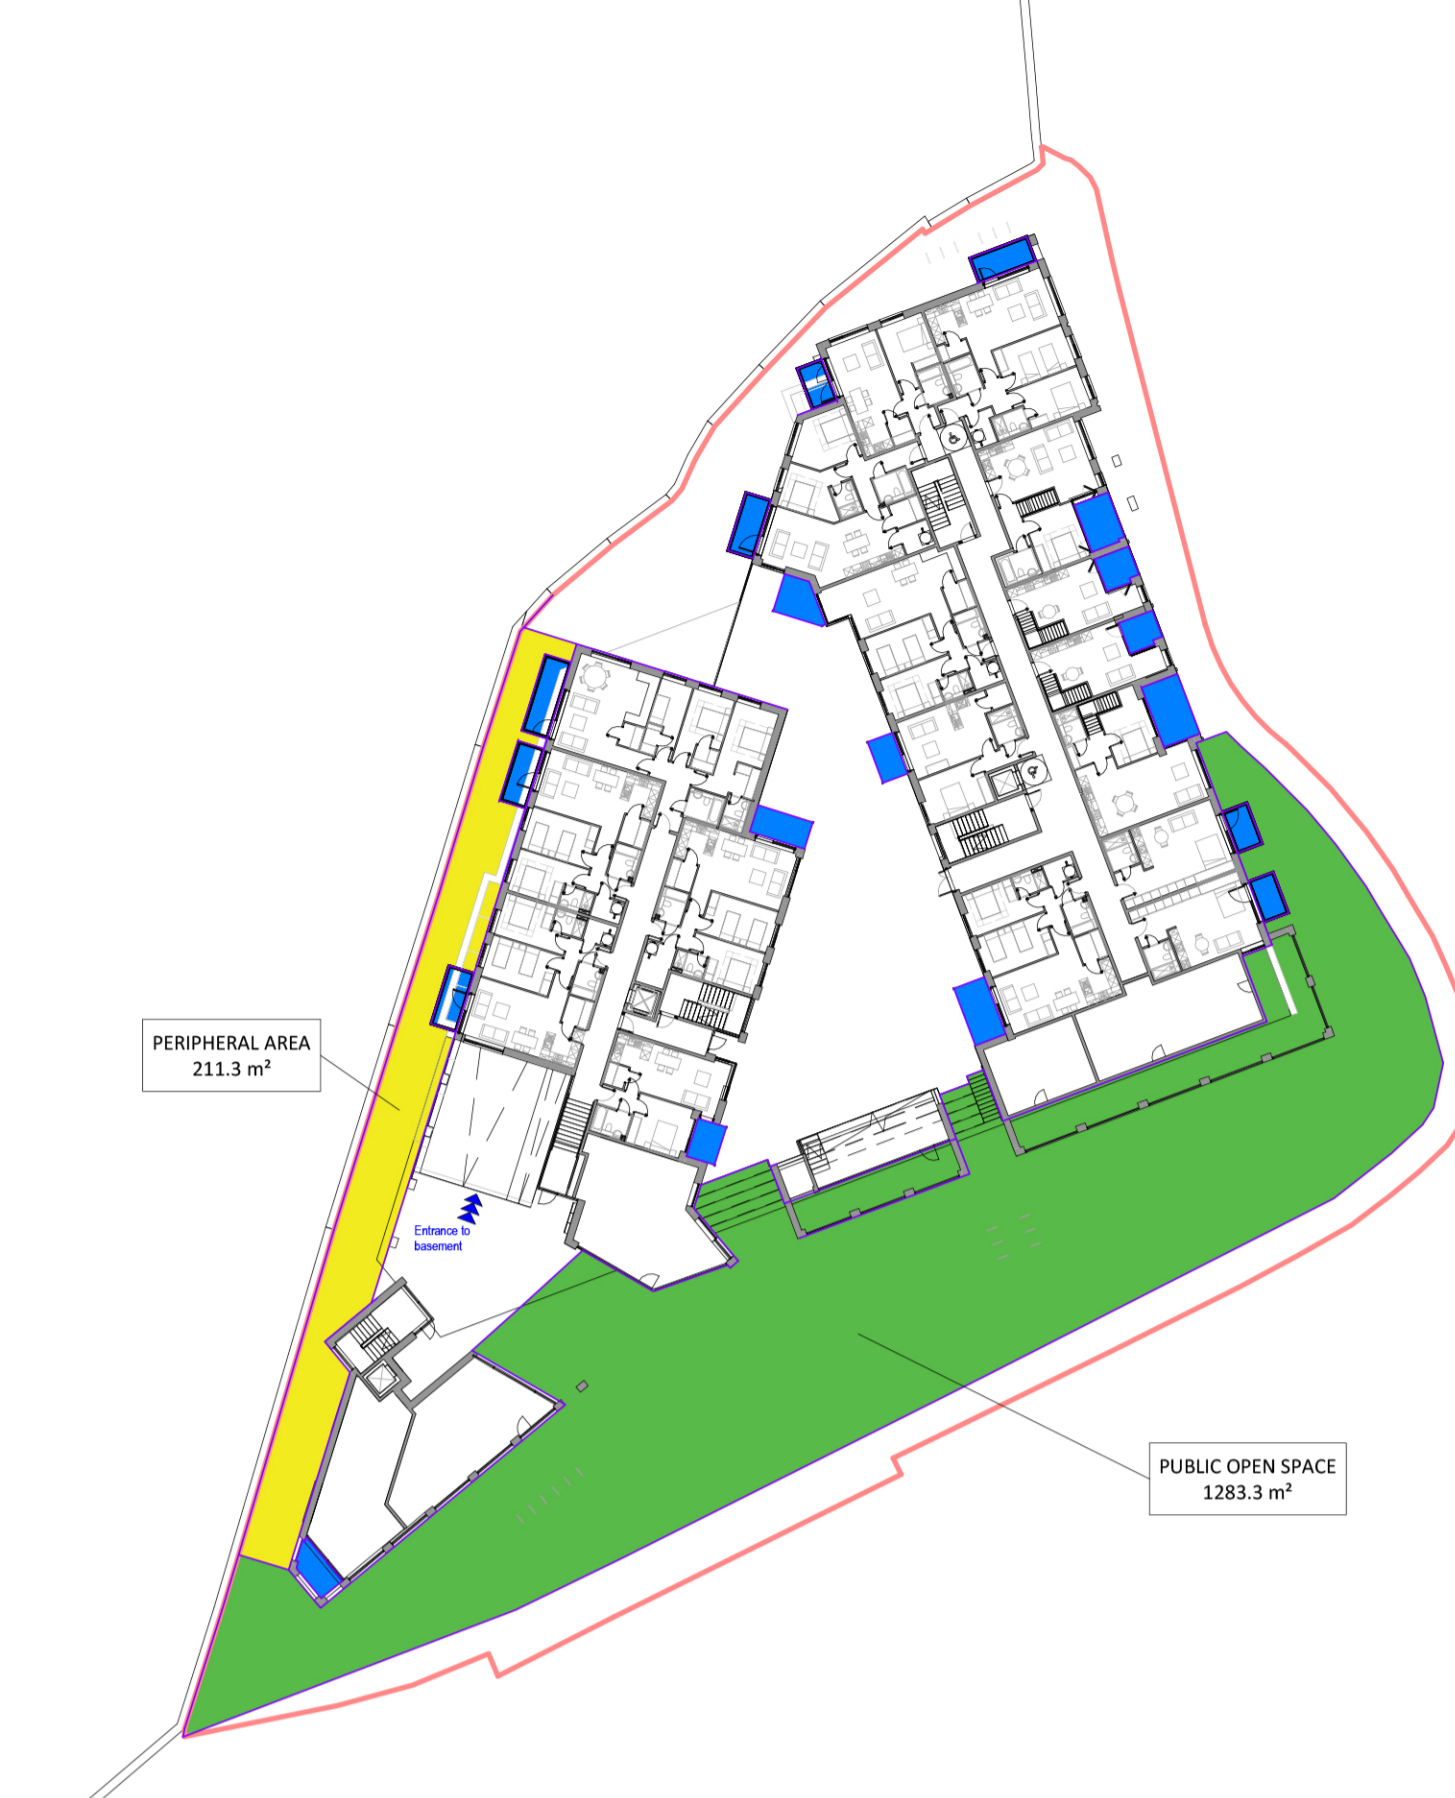 PERIPHERAL AREA
211.3 m²
Entrance to
basement
PUBLIC OPEN SPACE
1283.3 m²